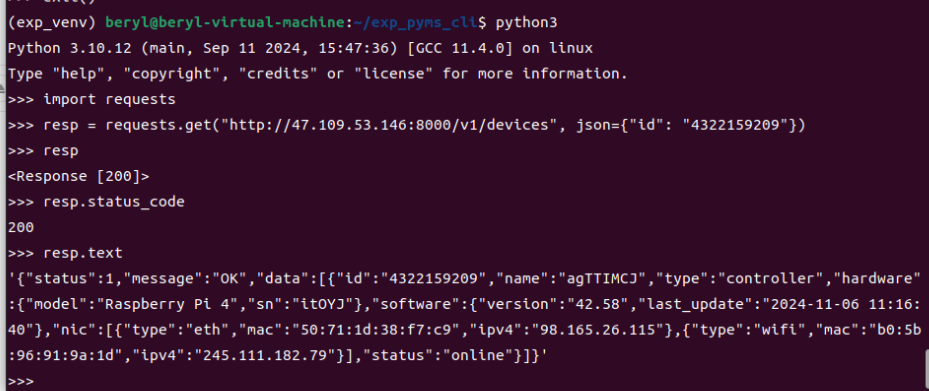 (exp_venv) beryl@beryl-virtual-machine:~/exp_pyms_cli$ python3
Python 3.10.12 (main, Sep 11 2024, 15:47:36) [GCC 11.4.0] on linux
Type "help", "copyright", "credits" or "license" for more information.
>>> import requests
>>> resp = requests.get("http://47.109.53.146:8000/v1/devices", json={"id": "4322159209"})
>>> resp
<Response [200]>
>>> resp.status_code
200
>>> resp.text
'{"status":1,"message":"OK","data":[{"id":"4322159209","name":"agTTIMCJ","type":"controller","hardware"
:{"model":"Raspberry Pi 4","sn":"itOYJ"},"software":{"version":"42.58","last_update":"2024-11-06 11:16:
40"},"nic":[{"type":"eth","mac":"50:71:1d:38:f7:c9","ipv4":"98.165.26.115"},{"type":"wifi","mac":"b0:5b
:96:91:9a:1d","ipv4":"245.111.182.79"}],"status":"online"}]}'
>>>